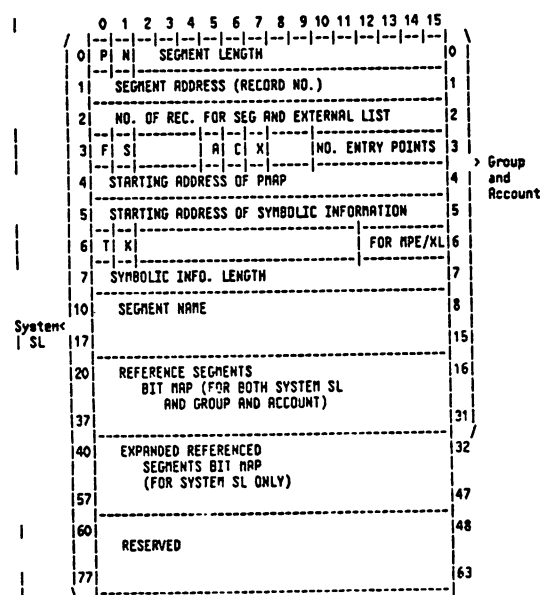 0 1 2 3 4 5 6 7 8 9 10 11 12 13 14 15
0 P N SEGMENT LENGTH 0
1 SEGMENT ADDRESS (RECORD NO.) 1
2 NO. OF REC. FOR SEG AND EXTERNAL LIST 2
3 F S A C X NO. ENTRY POINTS 3
> Group
4 STARTING ADDRESS OF PMAP 4 and
Account
5 STARTING ADDRESS OF SYMBOLIC INFORMATION 5
6 T K FOR MPE/XL 6
7 SYMBOLIC INFO. LENGTH 7
10 SEGMENT NAME 8
System<
SL 17 15
20 REFERENCE SEGMENTS 16
BIT MAP (FOR BOTH SYSTEM SL
AND GROUP AND ACCOUNT)
37 31
40 EXPANDED REFERENCED 32
SEGMENTS BIT MAP
(FOR SYSTEM SL ONLY)
57 47
60 48
RESERVED
77 63